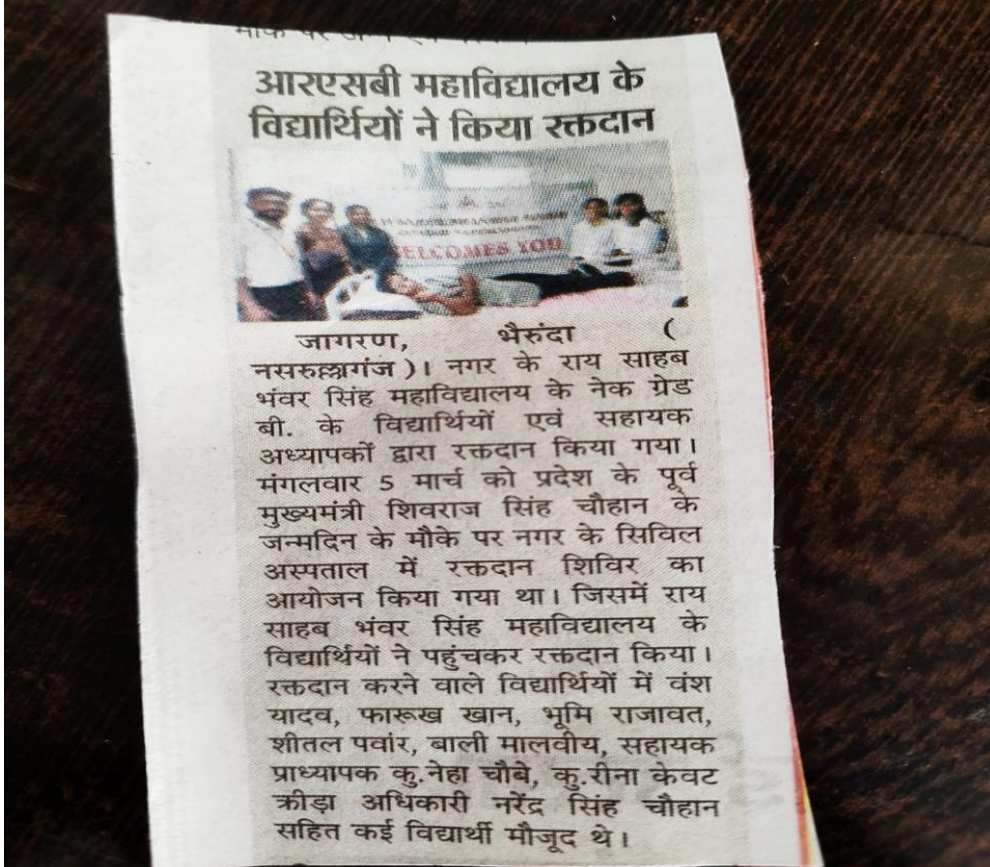 आरएसबी महाविद्यालय के
विद्यार्थियों ने किया रक्तदान
WELCOMES YOU
जागरण, भैरुंदा (
नसरुल्लागंज)। नगर के राय साहब
भंवर सिंह महाविद्यालय के नेक ग्रेड
बी. के विद्यार्थियों एवं सहायक
अध्यापकों द्वारा रक्तदान किया गया।
मंगलवार 5 मार्च को प्रदेश के पूर्व
मुख्यमंत्री शिवराज सिंह चौहान के
जन्मदिन के मौके पर नगर के सिविल
अस्पताल में रक्तदान शिविर का
आयोजन किया गया था। जिसमें राय
साहब भंवर सिंह महाविद्यालय के
विद्यार्थियों ने पहुंचकर रक्तदान किया।
रक्तदान करने वाले विद्यार्थियों में वंश
यादव, फारूख खान, भूमि राजावत,
शीतल पवांर, बाली मालवीय, सहायक
प्राध्यापक कु.नेहा चौबे, कु.रीना केवट
क्रीड़ा अधिकारी नरेंद्र सिंह चौहान
सहित कई विद्यार्थी मौजूद थे।